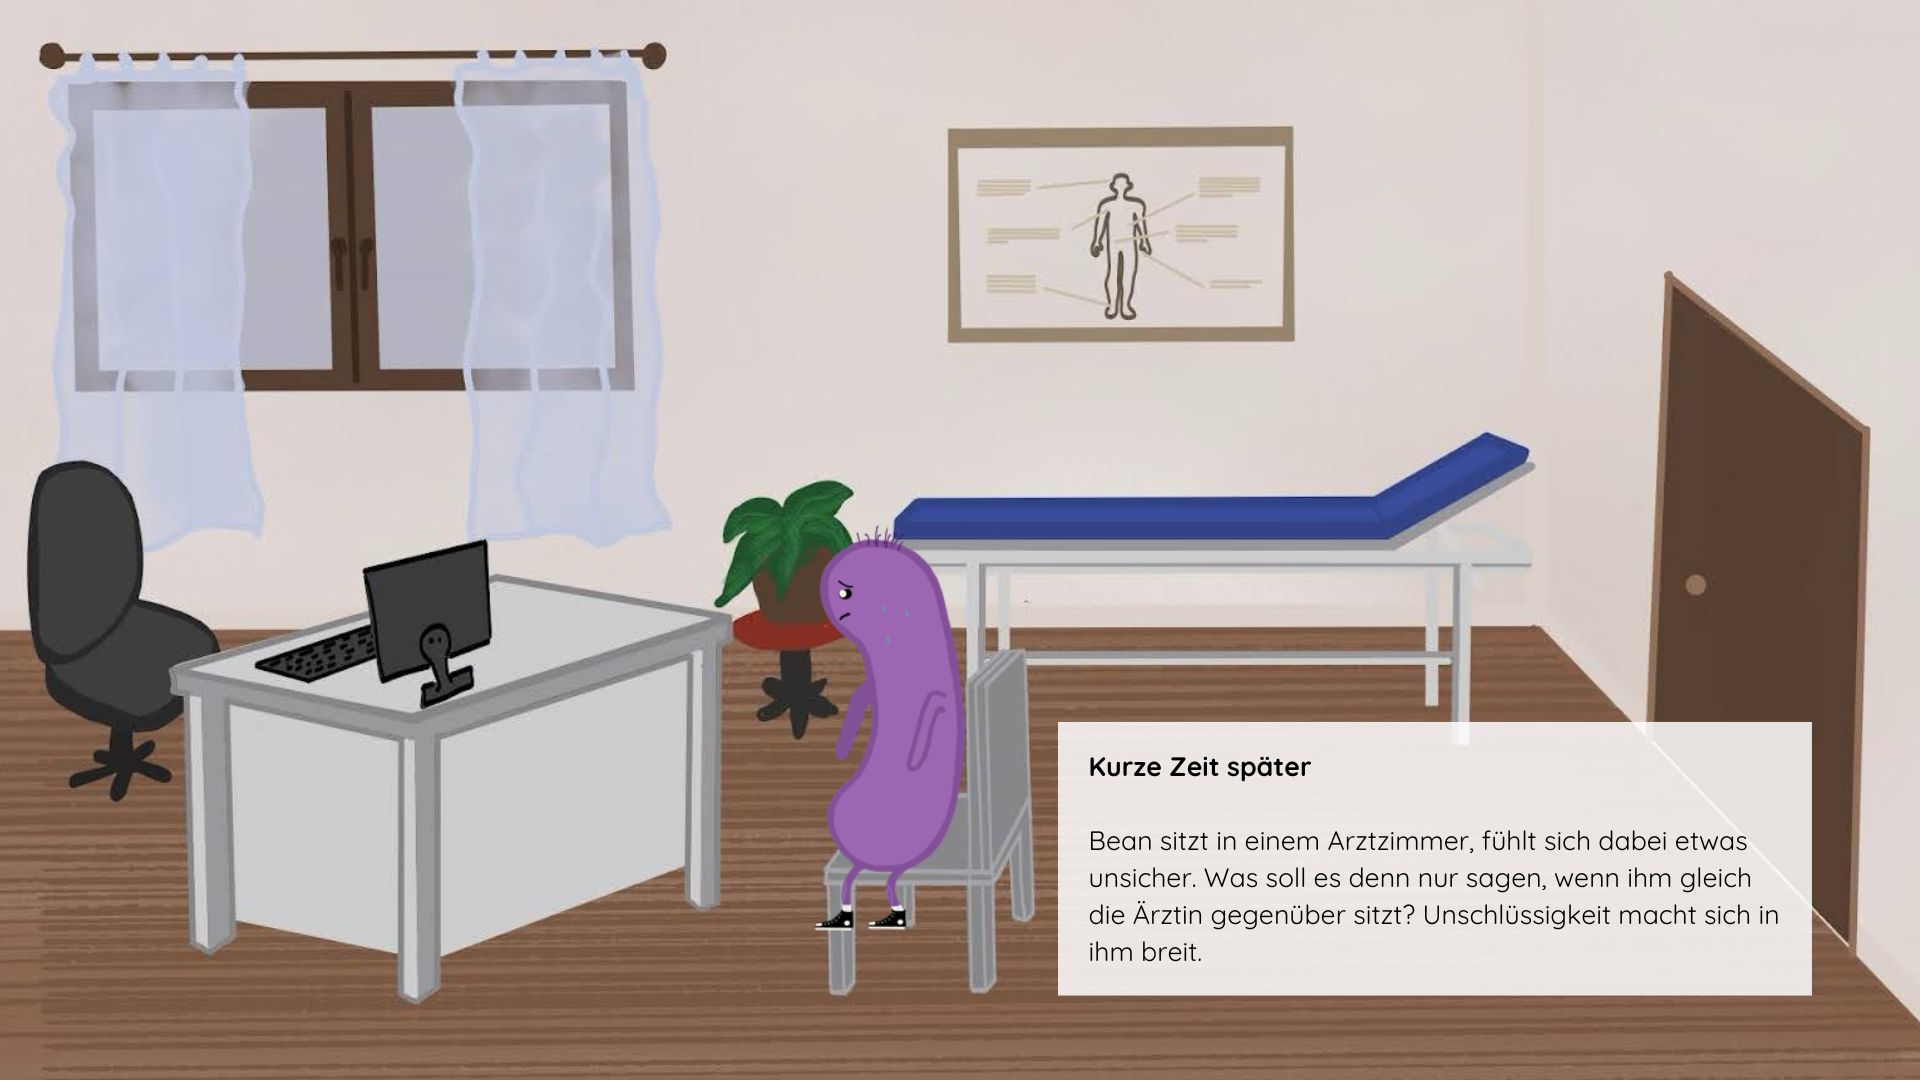 Kurze Zeit später
Bean sitzt in einem Arztzimmer, fühlt sich dabei etwas
unsicher. Was soll es denn nur sagen, wenn ihm gleich
die Ärztin gegenüber sitzt? Unschlüssigkeit macht sich in
ihm breit.